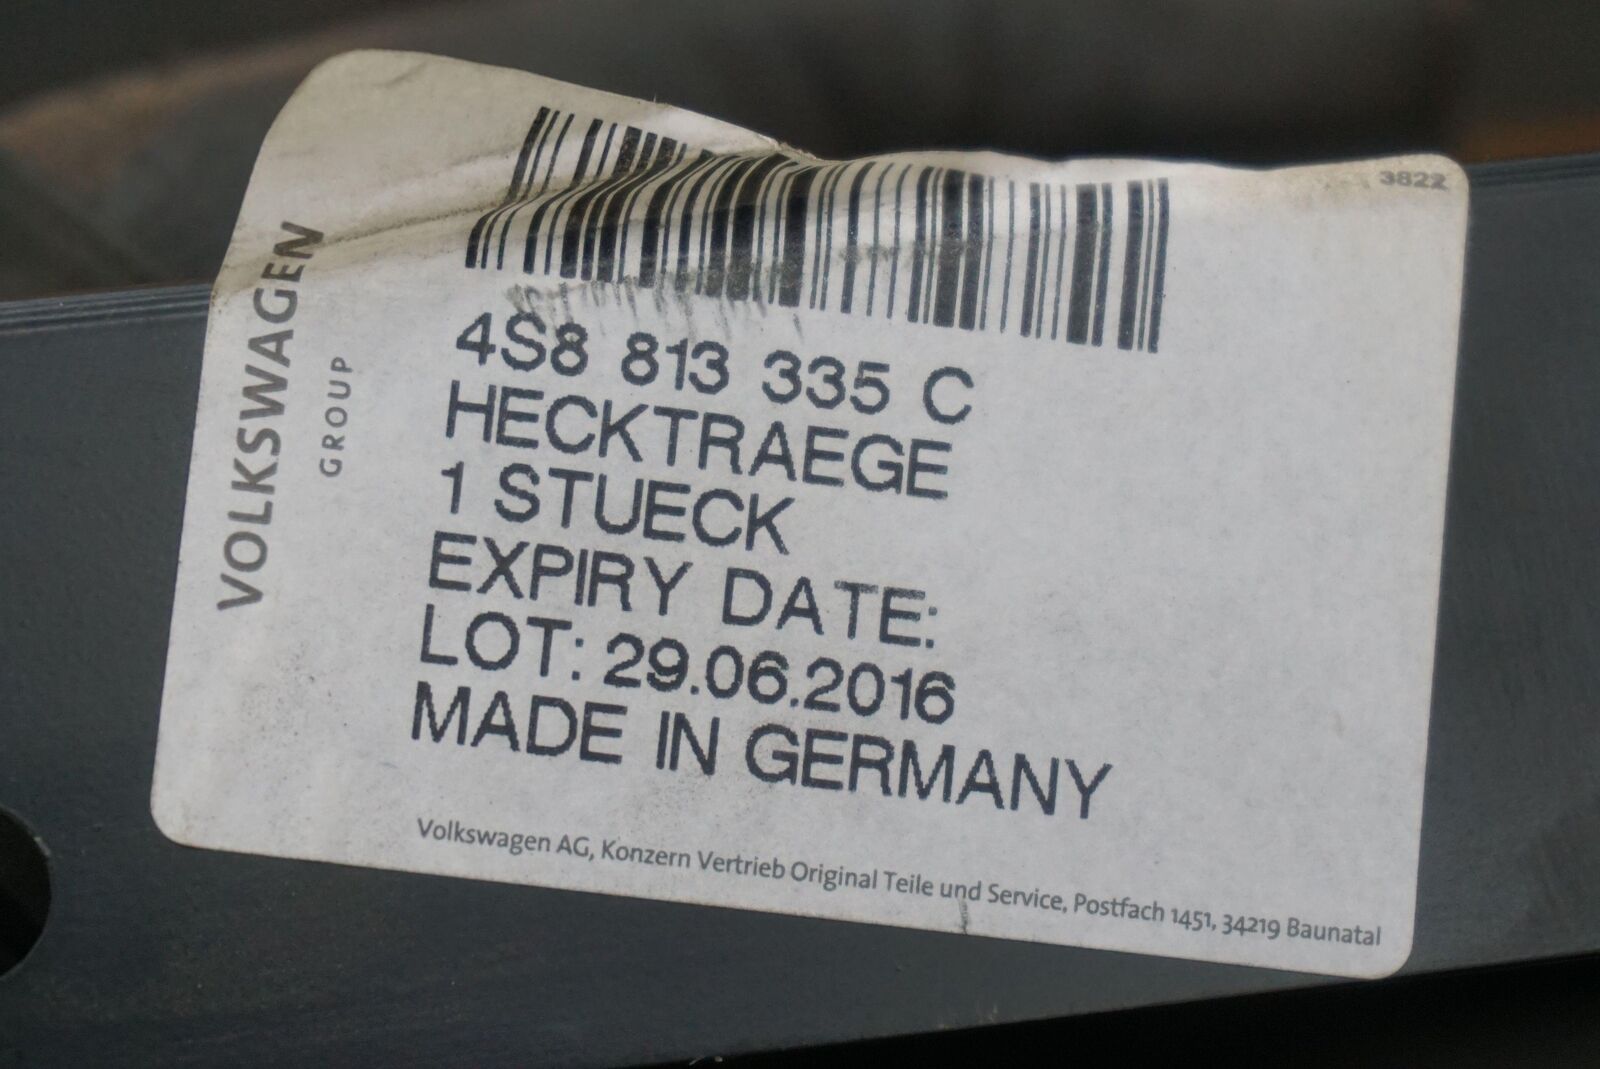 3822
VOLKSWAGEN
GROUP
4S8 813 335 C
HECKTRAEGE
1 STUECK
EXPIRY DATE:
LOT: 29.06.2016
MADE IN GERMANY
Volkswagen AG, Konzern Vertrieb Original Teile und Service, Postfach 1451, 34219 Baunatal